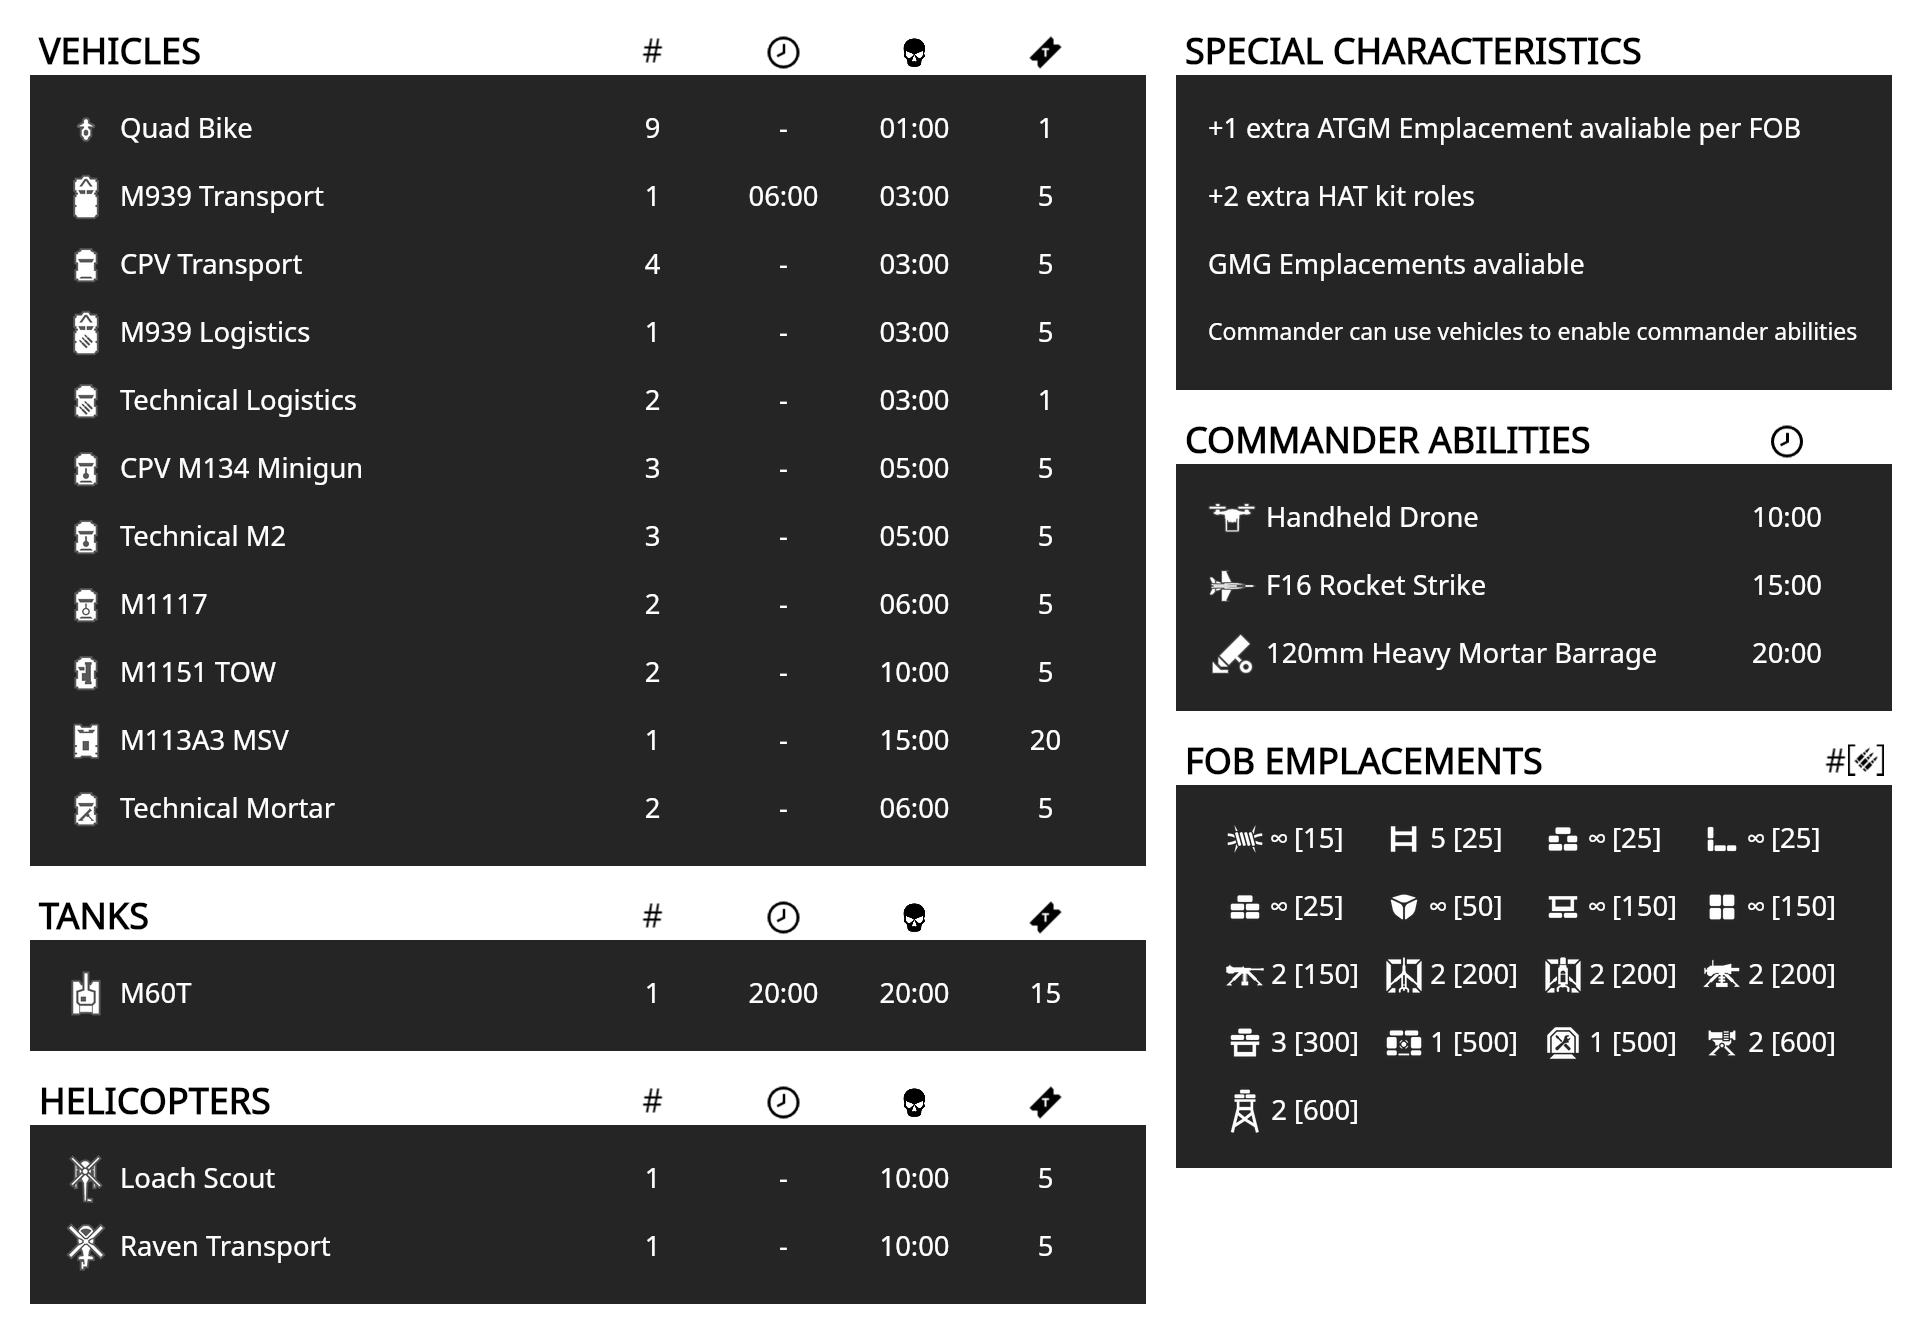 VEHICLES #
Quad Bike 9 - 01:00 1
M939 Transport 1 06:00 03:00 5
CPV Transport 4 - 03:00 5
M939 Logistics 1 - 03:00 5
Technical Logistics 2 - 03:00 1
CPV M134 Minigun 3 - 05:00 5
Technical M2 3 - 05:00 5
M1117 2 - 06:00 5
M1151 TOW 2 - 10:00 5
M113A3 MSV 1 - 15:00 20
Technical Mortar 2 - 06:00 5
TANKS #
M60T 1 20:00 20:00 15
HELICOPTERS #
Loach Scout 1 - 10:00 5
Raven Transport 1 - 10:00 5
SPECIAL CHARACTERISTICS
+1 extra ATGM Emplacement avaliable per FOB
+2 extra HAT kit roles
GMG Emplacements avaliable
Commander can use vehicles to enable commander abilities
COMMANDER ABILITIES
Handheld Drone 10:00
F16 Rocket Strike 15:00
120mm Heavy Mortar Barrage 20:00
FOB EMPLACEMENTS #[]
∞ [15] 5 [25] ∞ [25] ∞ [25]
∞ [25] ∞ [50] ∞ [150] ∞ [150]
2 [150] 2 [200] 2 [200] 2 [200]
3 [300] 1 [500] 1 [500] 2 [600]
2 [600]